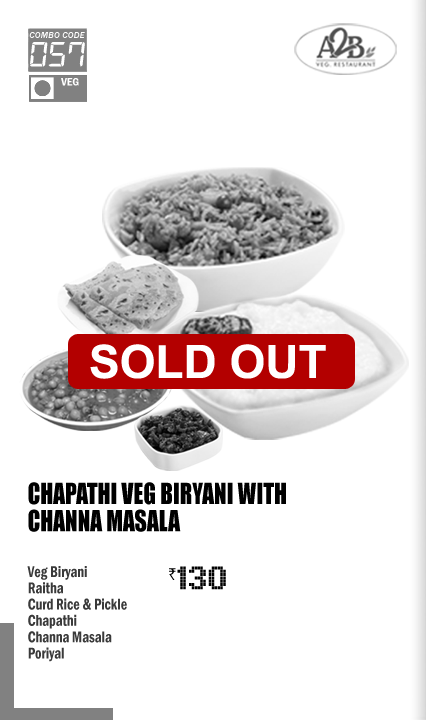 COMBO CODE
057
VEG
A2B
VEG. RESTAURANT
SOLD OUT
CHAPATHI VEG BIRYANI WITH
CHANNA MASALA
Veg Biryani
₹130
Raitha
Curd Rice & Pickle
Chapathi
Channa Masala
Poriyal